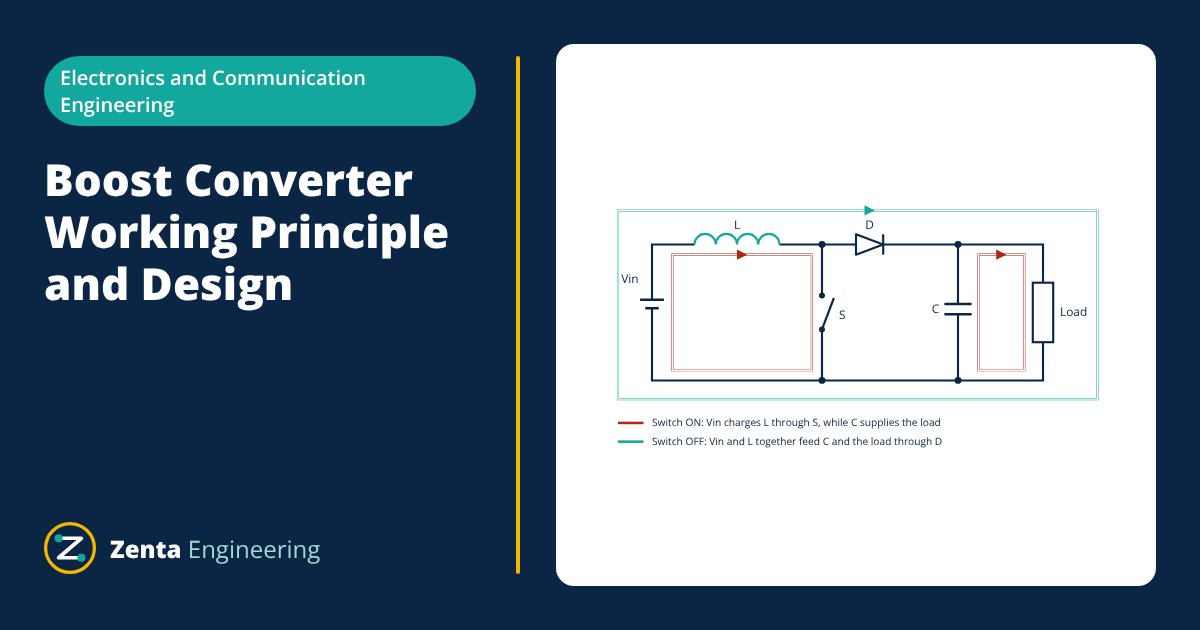 Electronics and Communication
Engineering
Boost Converter
Working Principle
and Design
Zenta Engineering
L
D
Vin
S
C
Load
Switch ON: Vin charges L through S, while C supplies the load
Switch OFF: Vin and L together feed C and the load through D